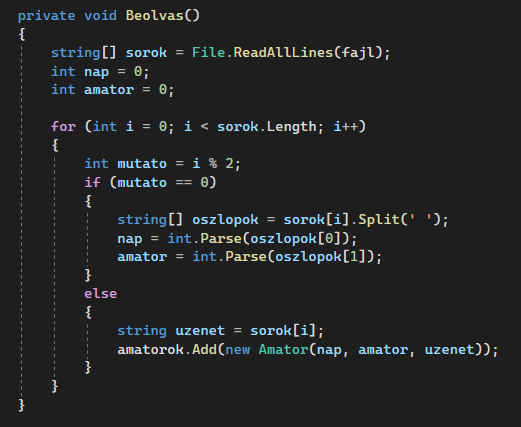 private void Beolvas()
{
    string[] sorok = File.ReadAllLines(fajl);
    int nap = 0;
    int amator = 0;

    for (int i = 0; i < sorok.Length; i++)
    {
        int mutato = i % 2;
        if (mutato == 0)
        {
            string[] oszlopok = sorok[i].Split(' ');
            nap = int.Parse(oszlopok[0]);
            amator = int.Parse(oszlopok[1]);
        }
        else
        {
            string uzenet = sorok[i];
            amatorok.Add(new Amator(nap, amator, uzenet));
        }
    }
}